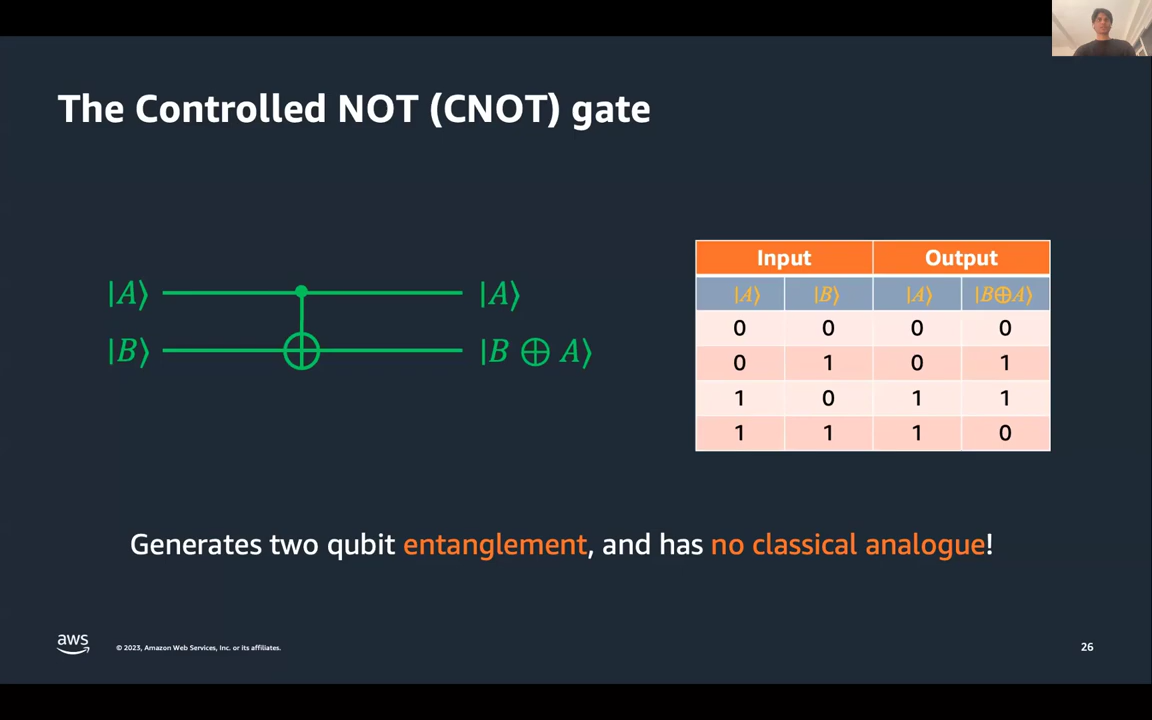 The Controlled NOT (CNOT) gate
|A⟩ |A⟩
|B⟩ |B ⊕ A⟩
Input Output
|A⟩ |B⟩ |A⟩ |B⊕A⟩
0 0 0 0
0 1 0 1
1 0 1 1
1 1 1 0
Generates two qubit entanglement, and has no classical analogue!
aws
© 2023, Amazon Web Services, Inc. or its affiliates.
26